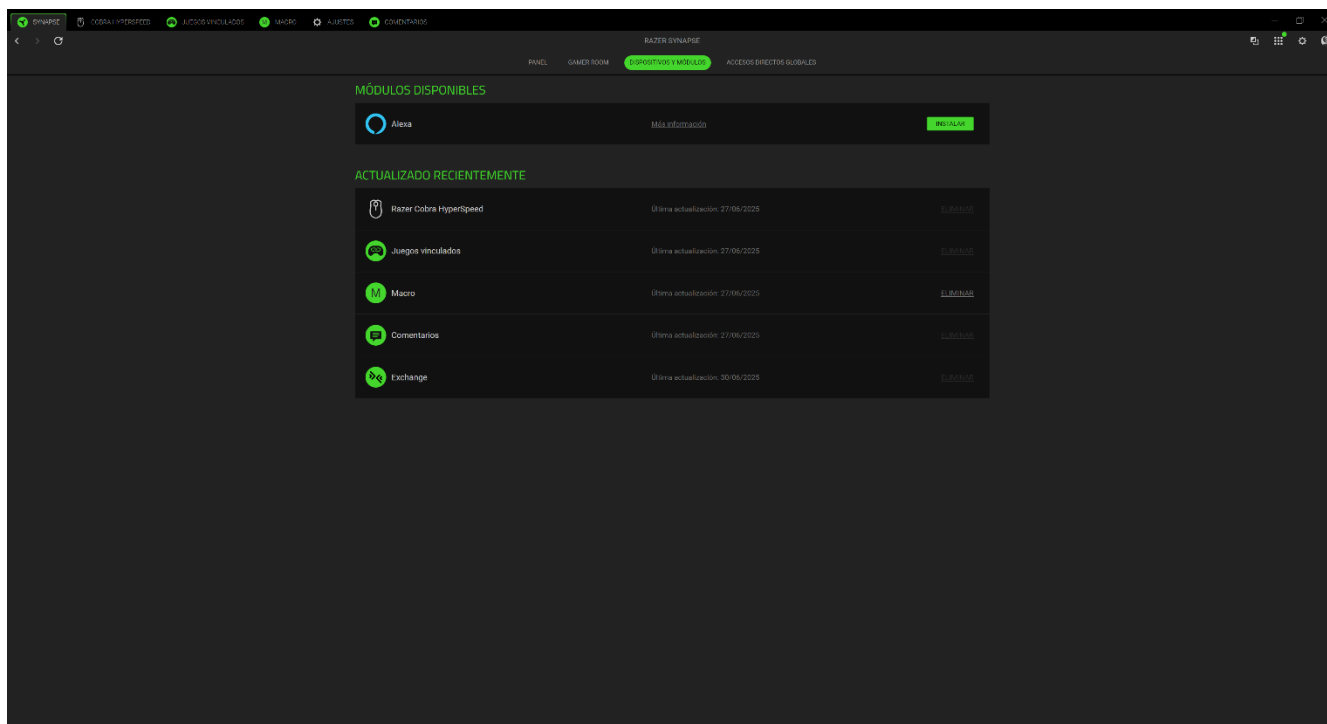 SYNAPSE COBRA HYPERSPEED JUEGOS VINCULADOS MACRO AJUSTES COMENTARIOS
RAZER SYNAPSE
PANEL GAMER ROOM DISPOSITIVOS Y MÓDULOS ACCESOS DIRECTOS GLOBALES
MÓDULOS DISPONIBLES
Alexa Más información INSTALAR
ACTUALIZADO RECIENTEMENTE
Razer Cobra HyperSpeed Última actualización: 27/06/2025 ELIMINAR
Juegos vinculados Última actualización: 27/06/2025 ELIMINAR
M Macro Última actualización: 27/06/2025 ELIMINAR
Comentarios Última actualización: 27/06/2025 ELIMINAR
Exchange Última actualización: 30/06/2025 ELIMINAR